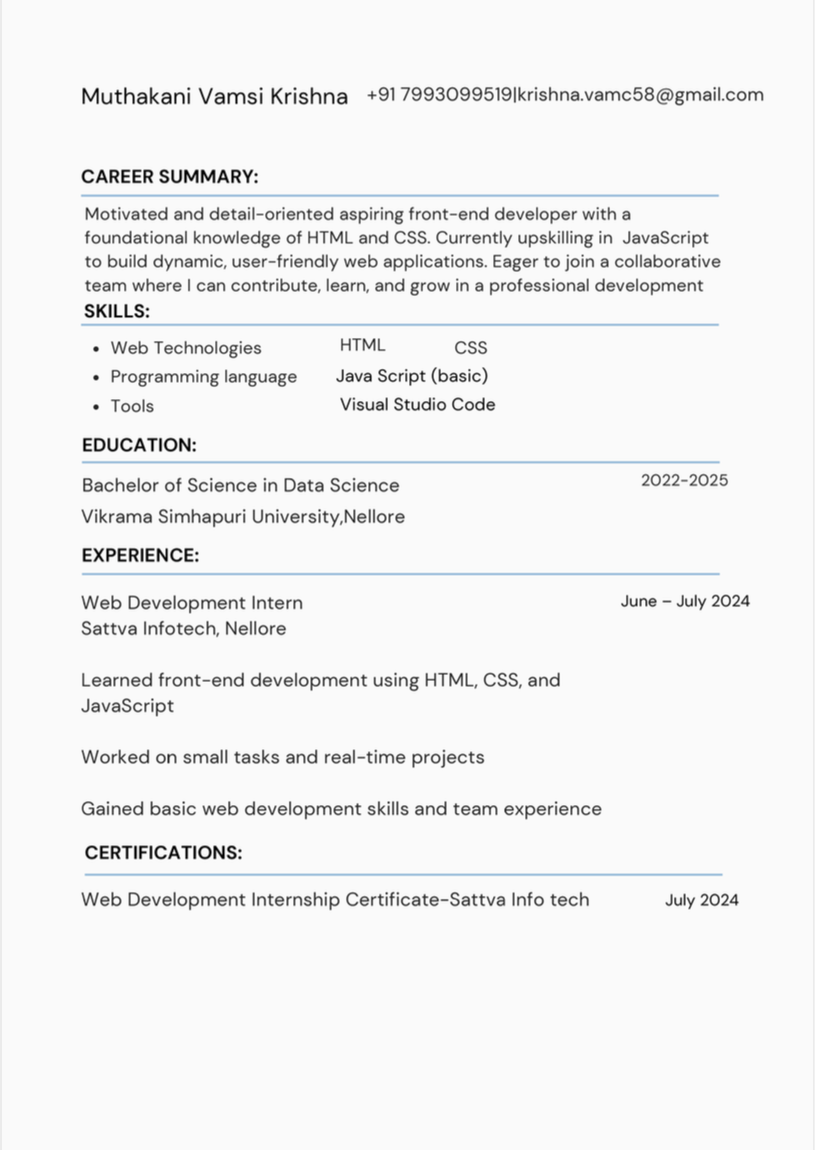 Muthakani Vamsi Krishna +91 7993099519|krishna.vamc58@gmail.com
CAREER SUMMARY:
Motivated and detail-oriented aspiring front-end developer with a
foundational knowledge of HTML and CSS. Currently upskilling in JavaScript
to build dynamic, user-friendly web applications. Eager to join a collaborative
team where I can contribute, learn, and grow in a professional development
SKILLS:
• Web Technologies HTML CSS
• Programming language Java Script (basic)
• Tools Visual Studio Code
EDUCATION:
Bachelor of Science in Data Science 2022-2025
Vikrama Simhapuri University,Nellore
EXPERIENCE:
Web Development Intern June – July 2024
Sattva Infotech, Nellore
Learned front-end development using HTML, CSS, and
JavaScript
Worked on small tasks and real-time projects
Gained basic web development skills and team experience
CERTIFICATIONS:
Web Development Internship Certificate-Sattva Info tech July 2024